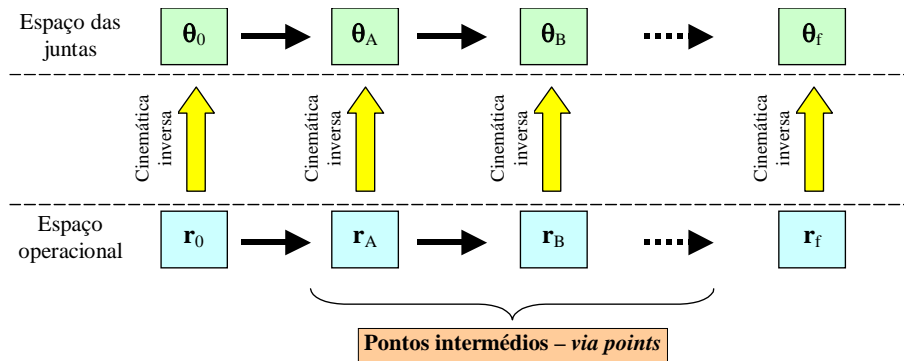 Espaço das
juntas
θ0
θA
θB
θf
Cinemática
inversa
Cinemática
inversa
Cinemática
inversa
Cinemática
inversa
Espaço
operacional
r0
rA
rB
rf
Pontos intermédios – via points